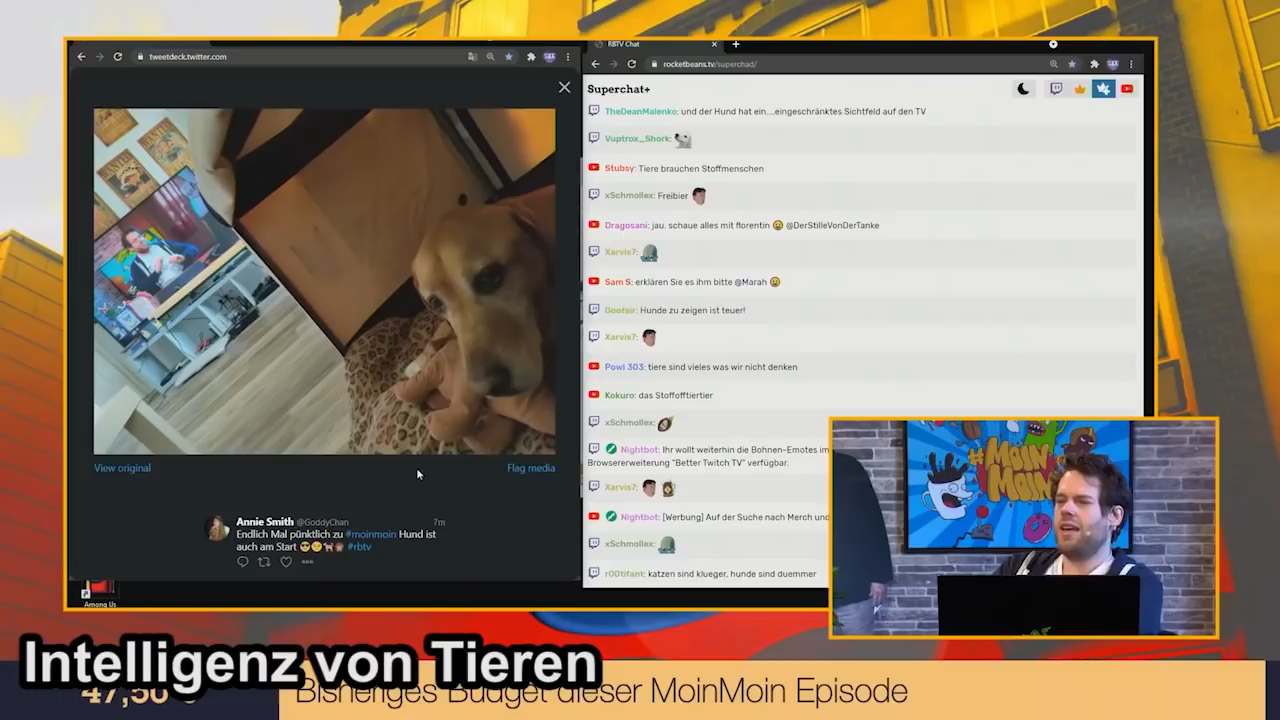 tweetdeck.twitter.com
View original
Flag media
Annie Smith @GoddyChan 7m
Endlich Mal pünktlich zu #moinmoin Hund ist
auch am Start #rbtv
Among Us
RBTV Chat
rocketbeans.tv/superchad/
Superchat+
TheDeanMalenko: und der Hund hat ein....eingeschränktes Sichtfeld auf den TV
Vuptrox_Shork:
Stubsy: Tiere brauchen Stoffmenschen
xSchmollex: Freibier
Dragosani: jau. schaue alles mit florentin @DerStilleVonDerTanke
Xarvis7:
Sam S: erklären Sie es ihm bitte @Marah
Goofair: Hunde zu zeigen ist teuer!
Xarvis7:
Powl 303: tiere sind vieles was wir nicht denken
Kokuro: das Stoffofftiertier
xSchmollex:
Nightbot: Ihr wollt weiterhin die Bohnen-Emotes im
Browsererweiterung "Better Twitch TV" verfügbar.
Xarvis7:
Nightbot: [Werbung] Auf der Suche nach Merch und
xSchmollex:
r00tifant: katzen sind klueger, hunde sind duemmer
#MOIN
MOIN
Intelligenz von Tieren
Bisheriges Budget dieser MoinMoin Episode